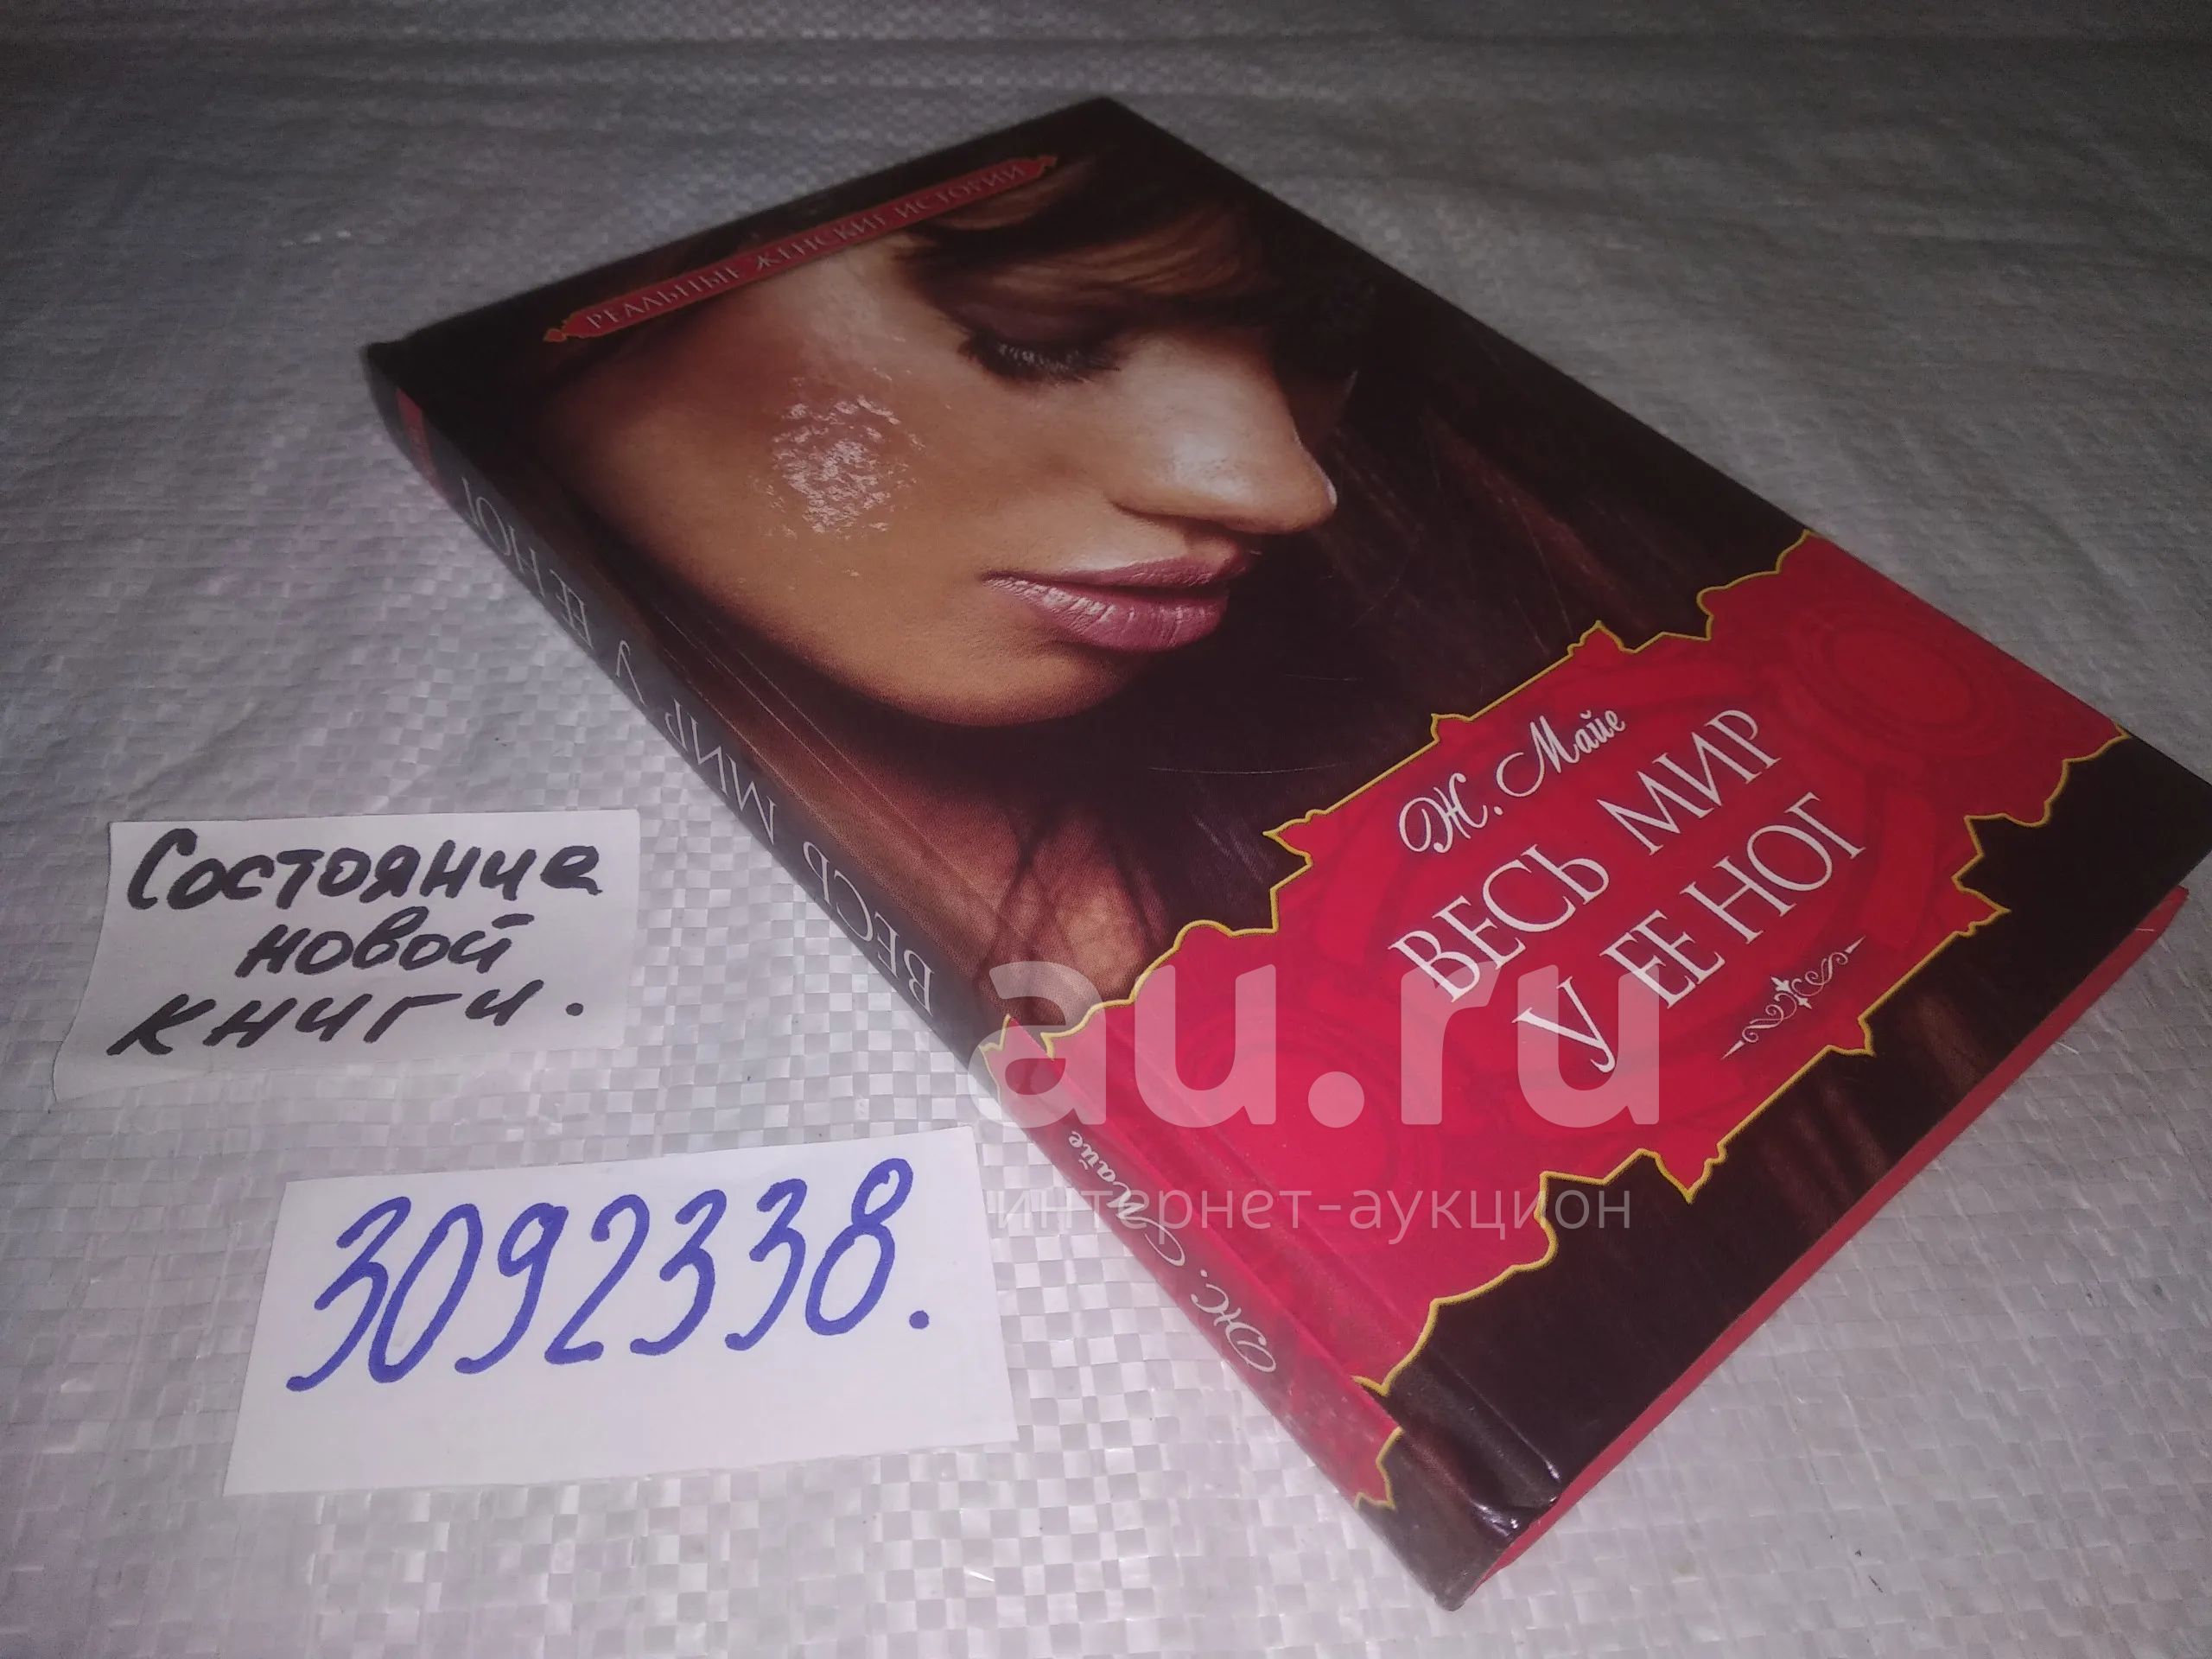 РЕАЛЬНЫЕ ЖЕНСКИЕ ИСТОРИИ
Ж. Майе
ВЕСЬ МИР
У ЕЕ НОГ
Ж. Майе
ВЕСЬ МИР У ЕЕ НОГ
Состояние
новой
книги.
3092338.
au.ru
интернет-аукцион